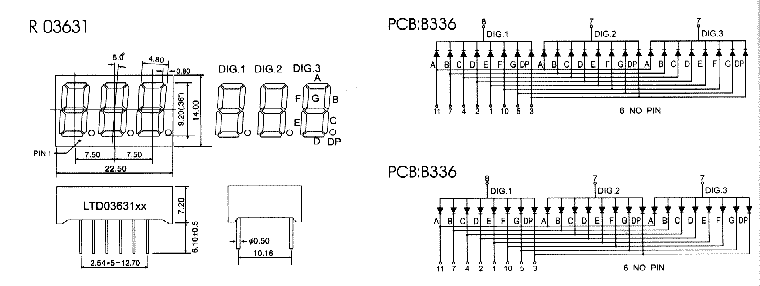 R 03631
5.0°
4.80
0.80
9.20(.36")
14.00
PIN 1
7.50 7.50
22.50
DIG.1 DIG.2 DIG.3
A
F G B
E C
D DP
LTD03631xx
7.20
6.10±0.5
2.54×5=12.70
ø0.50
10.16
PCB:B336
8 7 7
DIG.1 DIG.2 DIG.3
A B C D E F G DP A B C D E F G DP A B C D E F G DP
11 7 4 2 1 10 5 3
6 NO PIN
PCB:B336
8 7 7
DIG.1 DIG.2 DIG.3
A B C D E F G DP A B C D E F G DP A B C D E F G DP
11 7 4 2 1 10 5 3
6 NO PIN